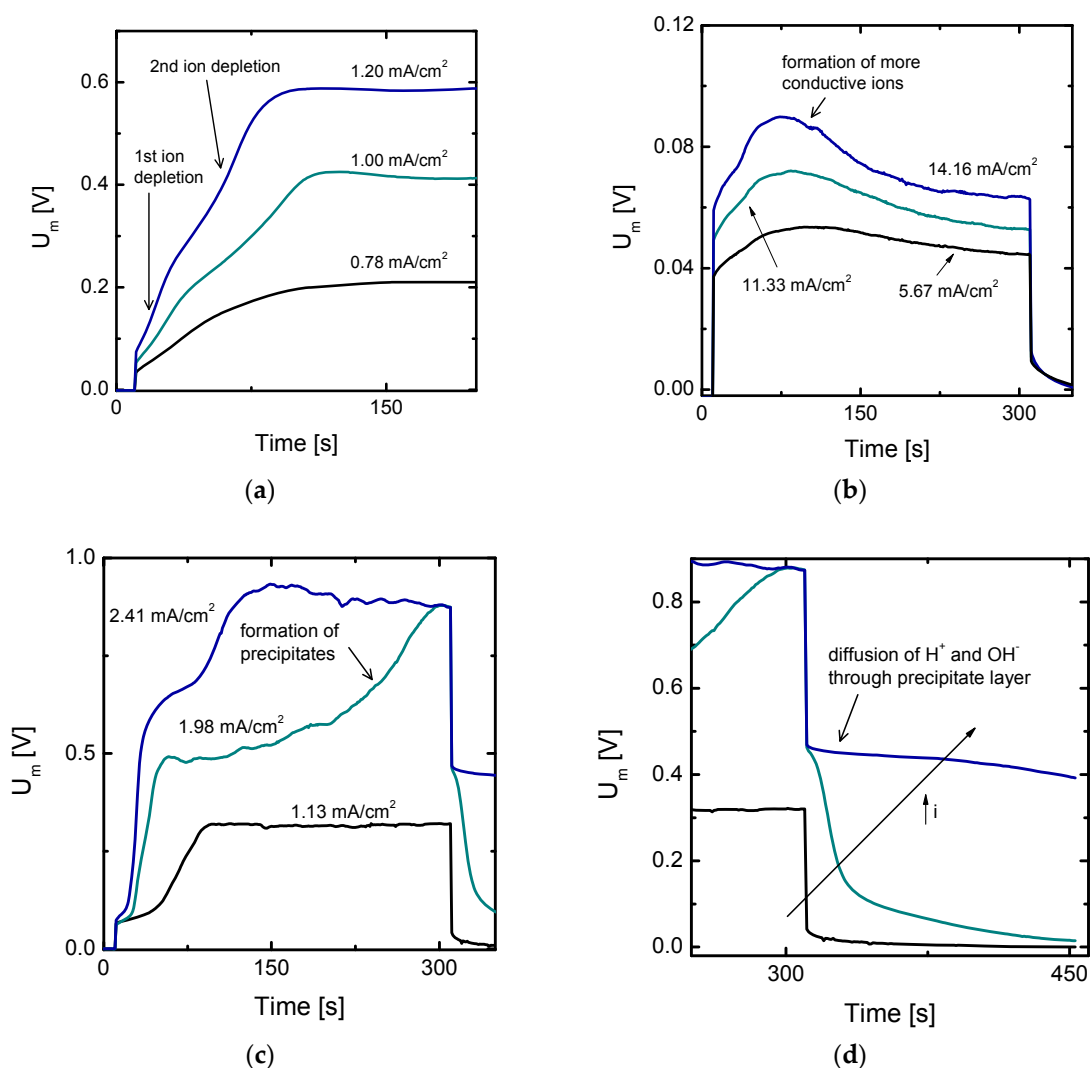 (a)
U_m [V]
0.6
0.4
0.2
0.0
0
150
Time [s]
2nd ion depletion
1st ion
depletion
1.20 mA/cm²
1.00 mA/cm²
0.78 mA/cm²
(b)
U_m [V]
0.12
0.08
0.04
0.00
0
150
300
Time [s]
formation of more
conductive ions
14.16 mA/cm²
11.33 mA/cm²
5.67 mA/cm²
(c)
U_m [V]
1.0
0.5
0.0
0
150
300
Time [s]
2.41 mA/cm²
formation of
precipitates
1.98 mA/cm²
1.13 mA/cm²
(d)
U_m [V]
0.8
0.6
0.4
0.2
0.0
300
450
Time [s]
diffusion of H⁺ and OH⁻
through precipitate layer
i